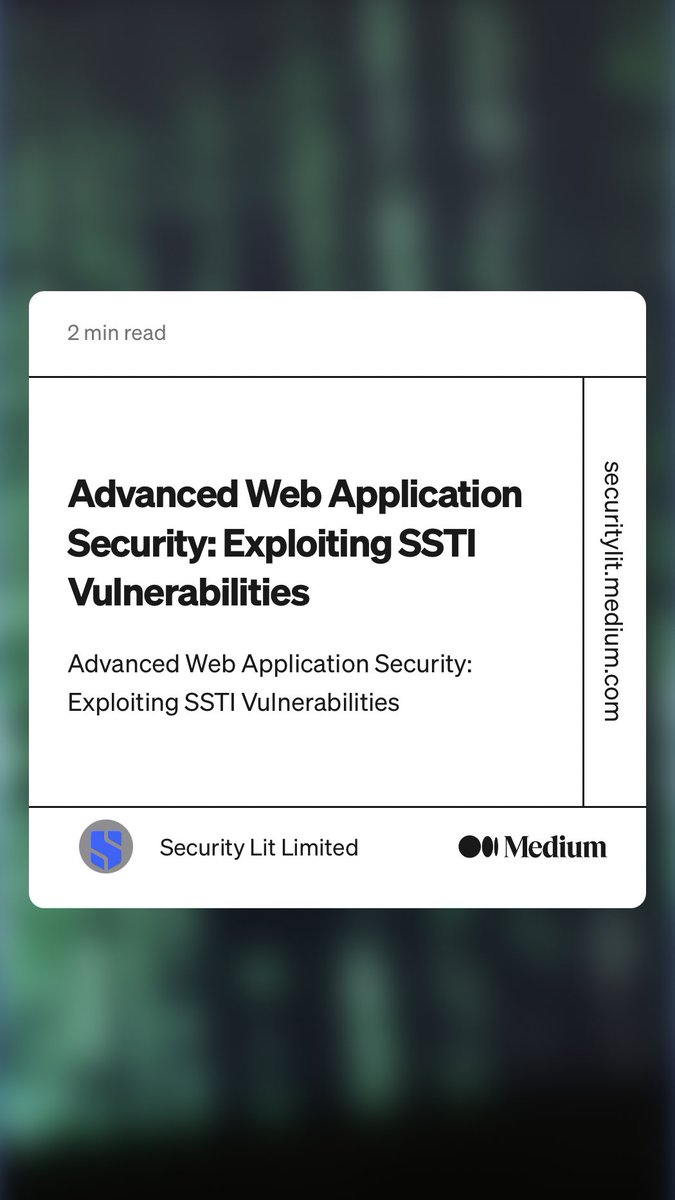 2 min read
Advanced Web Application
Security: Exploiting SSTI
Vulnerabilities
Advanced Web Application Security:
Exploiting SSTI Vulnerabilities
securitylit.medium.com
Security Lit Limited
Medium